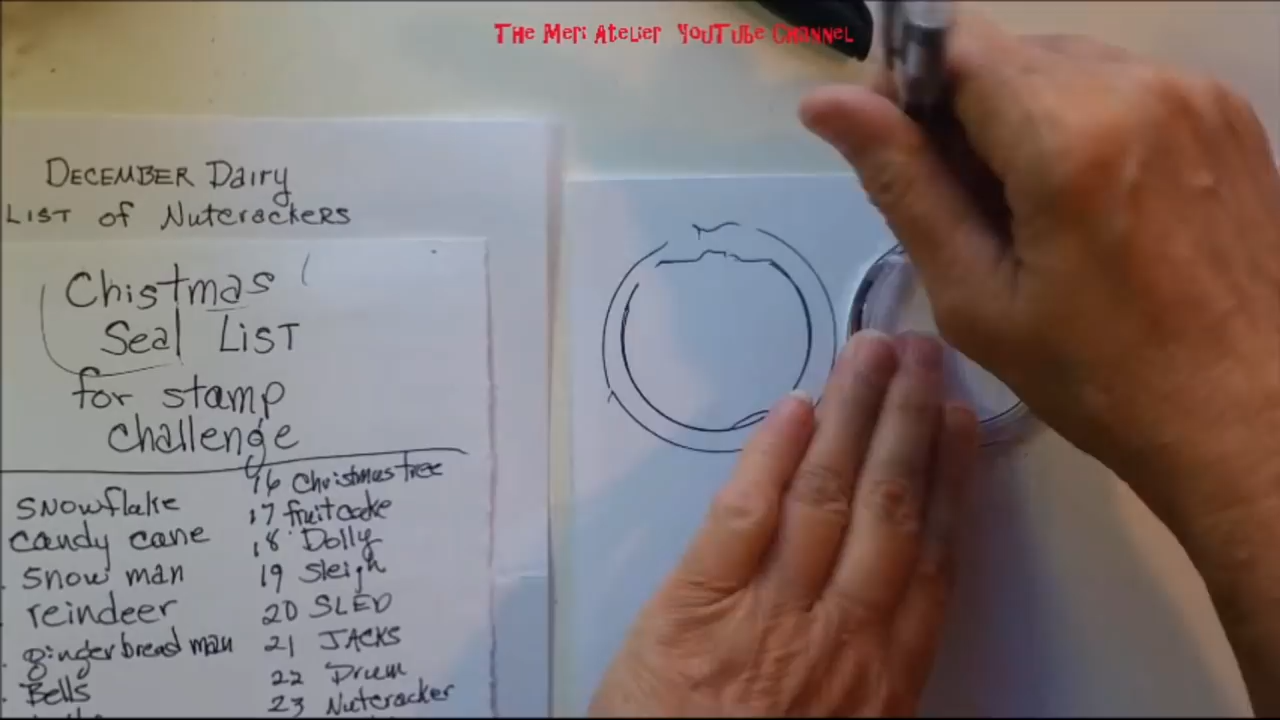 The Meri Atelier YouTube Channel
DECEMBER Dairy
LIST of NutcrackERS
Chistmas
Seal LiST
for stamp
challenge
SNOWflake
candy cane
Snow man
reindeer
gingerbread man
Bells
16 Christmas tree
17 fruitcake
18 Dolly
19 Sleigh
20 SLED
21 JACKS
22 Drum
23 Nutcracker